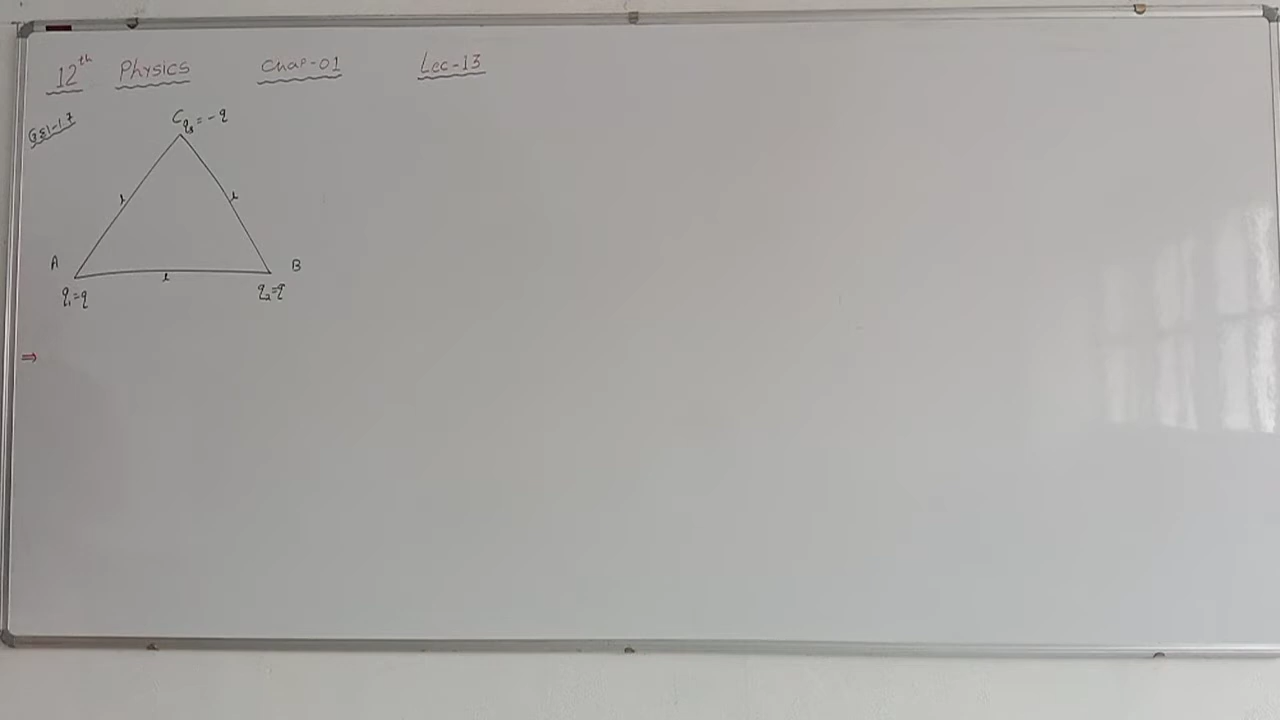 12th Physics Chap-01 Lec-13
C
q₃ = -q
l
l
A
B
l
q₁=q
q₂=q
⇒